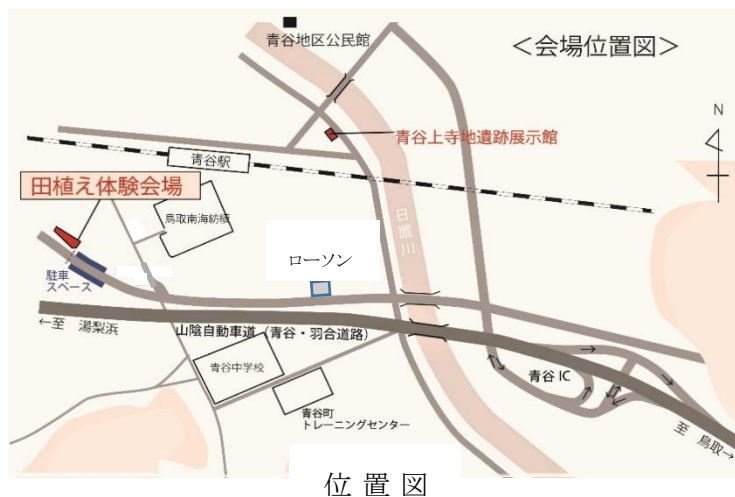 青谷地区公民館
＜会場位置図＞
N
青谷上寺地遺跡展示館
青谷駅
田植え体験会場
鳥取南海紡績
日置川
ローソン
駐車
スペース
←至 湯梨浜
山陰自動車道（青谷・羽合道路）
青谷中学校
青谷IC
青谷町
トレーニングセンター
至 鳥取→
位置図